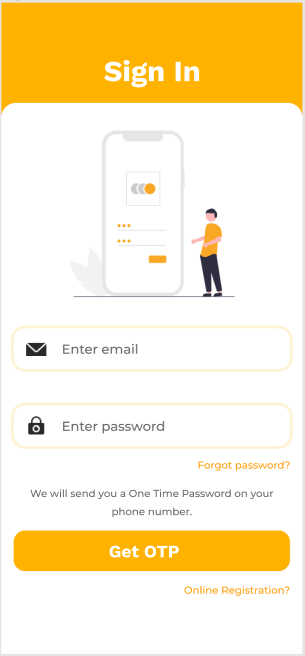 Sign In
Enter email
Enter password
Forgot password?
We will send you a One Time Password on your
phone number.
Get OTP
Online Registration?